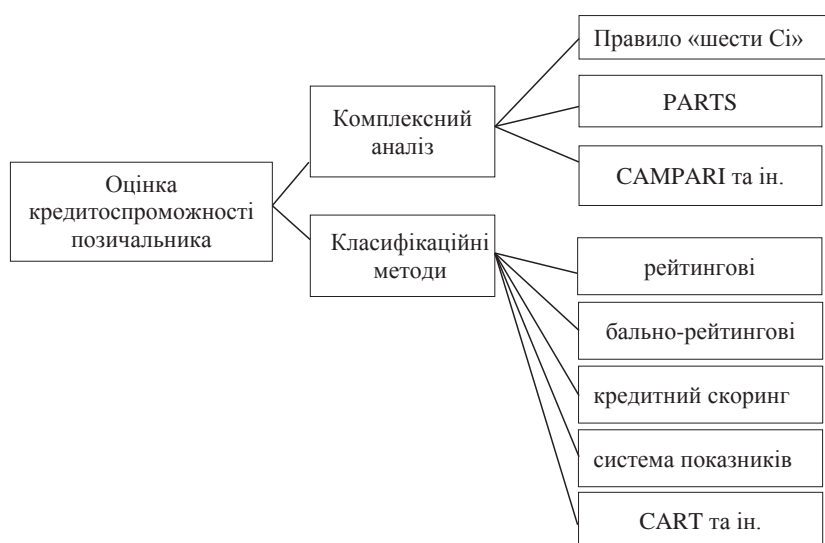 Оцінка
кредитоспроможності
позичальника
Комплексний
аналіз
Правило «шести Сі»
PARTS
CAMPARI та ін.
Класифікаційні
методи
рейтингові
бально-рейтингові
кредитний скоринг
система показників
CART та ін.